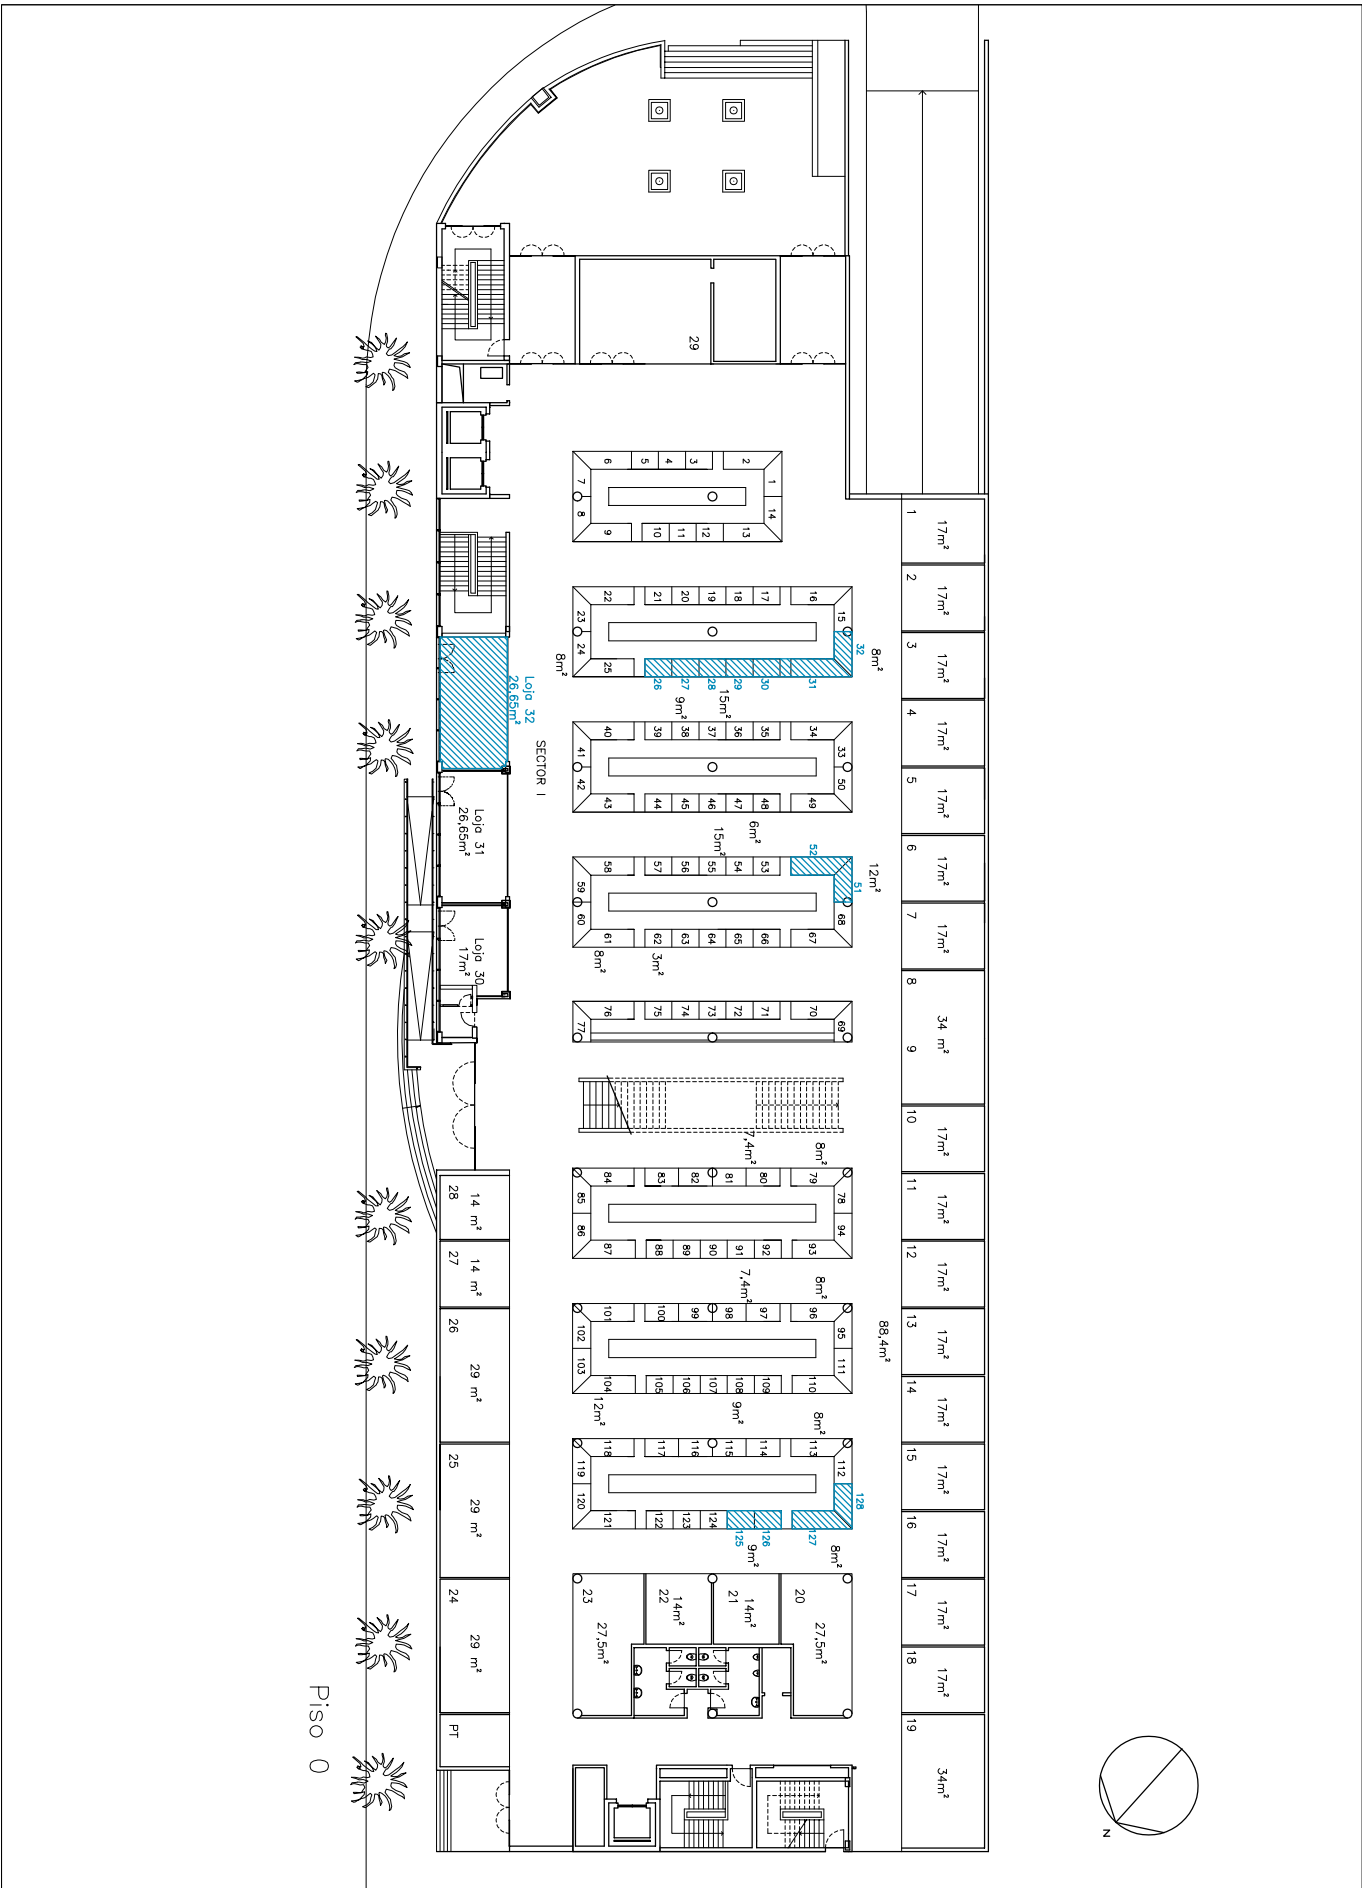 29
6 5 4 3 2
7 1
8 14
9 10 11 12 13
1 17m²
2 17m²
3 17m²
4 17m²
5 17m²
6 17m²
7 17m²
8 34 m²
9
10 17m²
11 17m²
12 17m²
13 17m²
14 17m²
15 17m²
16 17m²
17 17m²
18 17m²
19 34m²
22 21 20 19 18 17 16
23 15
24 32
25 26 27 28 29 30 31
8m²
8m²
9m²
15m²
Loja 32
26,65m²
SECTOR I
40 39 38 37 36 35 34
41 33
42 50
43 44 45 46 47 48 49
Loja 31
26,65m²
15m²
6m²
12m²
58 57 56 55 54 53 52
59 51
60 68
61 62 63 64 65 66 67
Loja 30
17m²
8m²
3m²
76 75 74 73 72 71 70
77 69
7,4m²
8m²
84 83 82 81 80 79
85 78
86 94
87 88 89 90 91 92 93
28 14 m²
27 14 m²
7,4m²
8m²
88,4m²
101 100 99 98 97 96
102 95
103 111
104 105 106 107 108 109 110
26 29 m²
12m²
9m²
8m²
118 117 116 115 114 113
119 112
120 128
121 122 123 124 125 126 127
25 29 m²
9m²
8m²
23 27,5m²
22 14m²
21 14m²
20 27,5m²
24 29 m²
PT
Piso 0
N